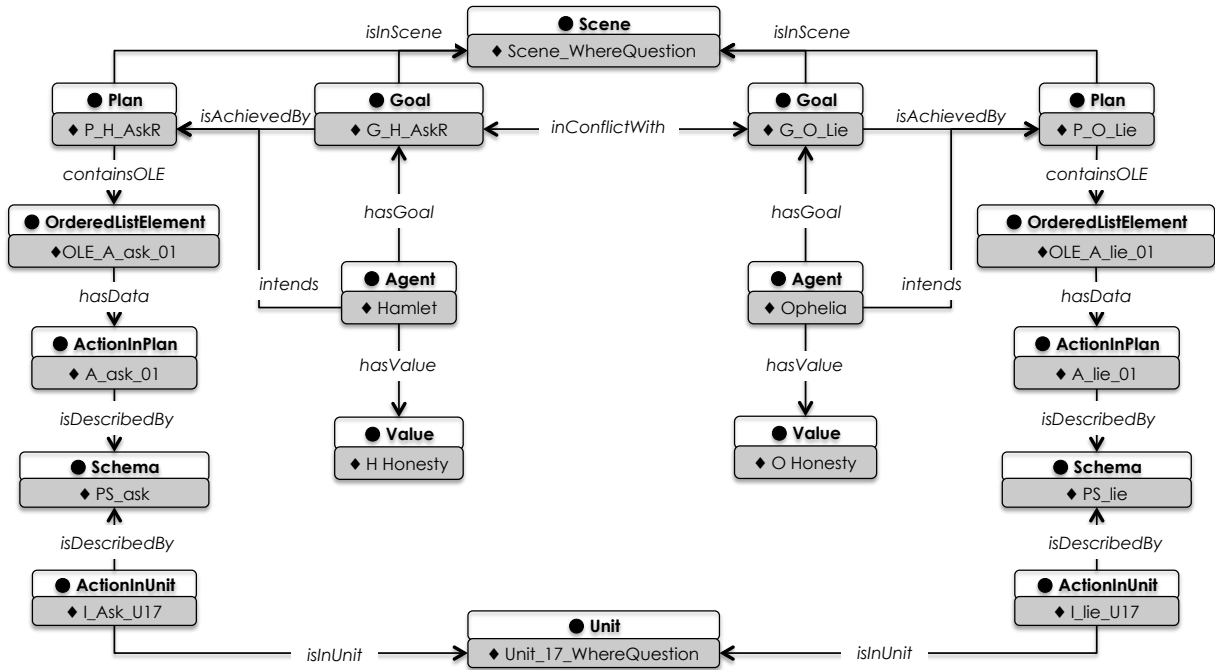 ● Scene
◆ Scene_WhereQuestion
isInScene
isInScene
● Plan
◆ P_H_AskR
isAchievedBy
● Goal
◆ G_H_AskR
inConflictWith
● Goal
◆ G_O_Lie
isAchievedBy
● Plan
◆ P_O_Lie
containsOLE
containsOLE
● OrderedListElement
◆OLE_A_ask_01
hasGoal
hasGoal
● OrderedListElement
◆OLE_A_lie_01
hasData
intends
● Agent
◆ Hamlet
● Agent
◆ Ophelia
intends
hasData
● ActionInPlan
◆ A_ask_01
hasValue
hasValue
● ActionInPlan
◆ A_lie_01
isDescribedBy
● Value
◆ H Honesty
● Value
◆ O Honesty
isDescribedBy
● Schema
◆ PS_ask
● Schema
◆ PS_lie
isDescribedBy
isDescribedBy
● ActionInUnit
◆ I_Ask_U17
● ActionInUnit
◆ I_lie_U17
● Unit
◆ Unit_17_WhereQuestion
isInUnit
isInUnit